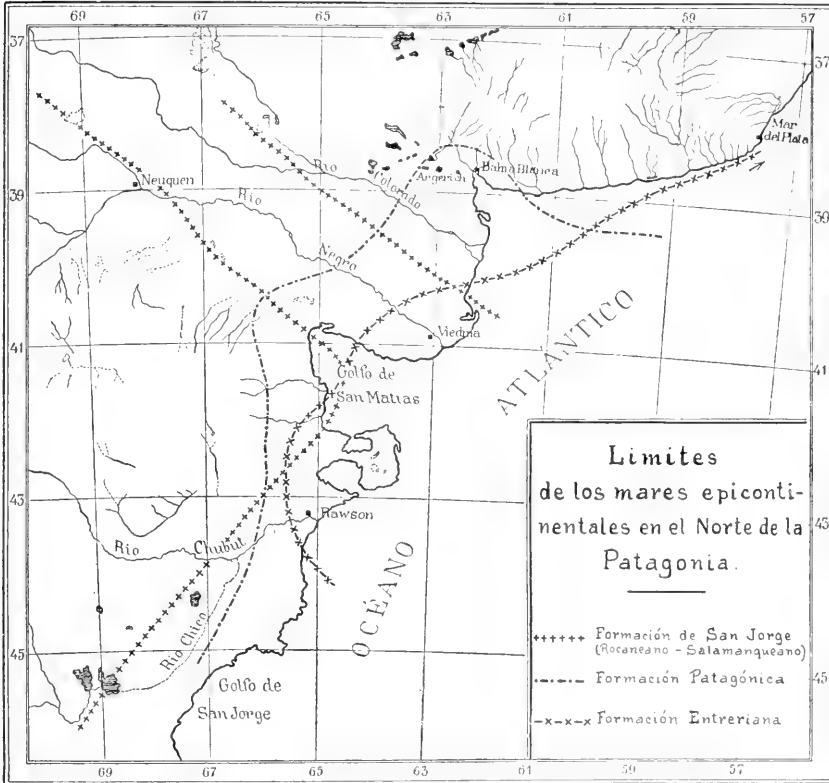 69 67 65 63 61 59 57
37 37
Mar
del Plata
Bahia Blanca
Argerich
Rio
Colorado
Neuquen
39 39
Rio
Negro
Viedma
ATLANTICO
41 41
Golfo de
San Matias
43 43
Rawson
Rio Chubut
OCÉANO
Rio Chico
45 45
Golfo de
San Jorge
69 67 65 63 61 59 57
Limites
de los mares epiconti-
nentales en el Norte de la
Patagonia.
+++++ Formación de San Jorge
(Rocaneano - Salamanqueano)
Formación Patagónica
-x-x-x- Formación Entreriana